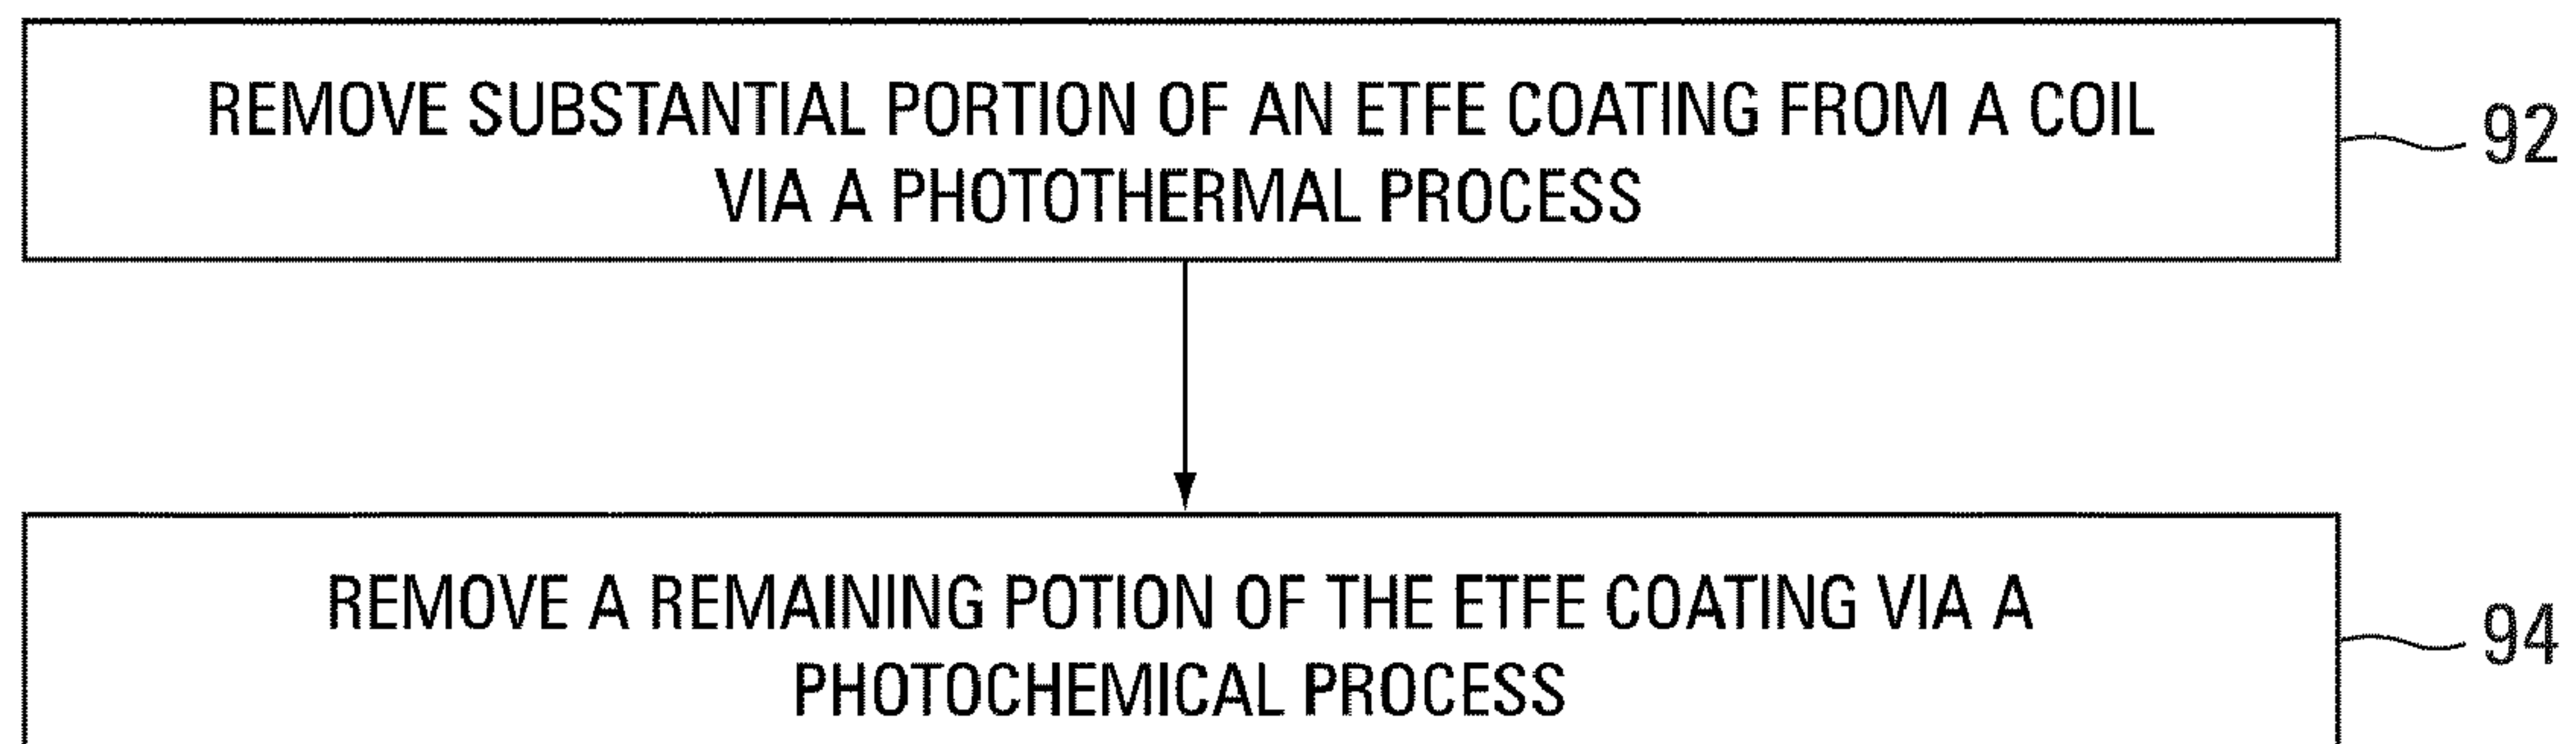 REMOVE SUBSTANTIAL PORTION OF AN ETFE COATING FROM A COIL
VIA A PHOTOTHERMAL PROCESS
92
REMOVE A REMAINING POTION OF THE ETFE COATING VIA A
PHOTOCHEMICAL PROCESS
94